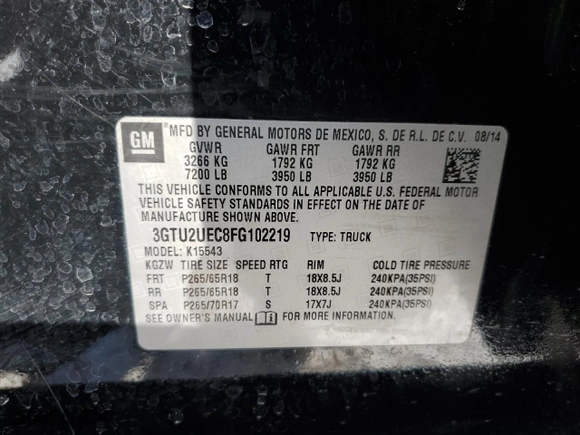 GM
*MFD BY GENERAL MOTORS DE MEXICO, S. DE R.L. DE C.V. 08/14
GVWR GAWR FRT GAWR RR
3266 KG 1792 KG 1792 KG
7200 LB 3950 LB 3950 LB
THIS VEHICLE CONFORMS TO ALL APPLICABLE U.S. FEDERAL MOTOR
VEHICLE SAFETY STANDARDS IN EFFECT ON THE DATE OF
MANUFACTURE SHOWN ABOVE.
3GTU2UEC8FG102219 TYPE: TRUCK
MODEL: K15543
KGZW TIRE SIZE SPEED RTG RIM COLD TIRE PRESSURE
FRT P265/65R18 T 18X8.5J 240KPA(35PSI)
RR P265/65R18 T 18X8.5J 240KPA(35PSI)
SPA P265/70R17 S 17X7J 240KPA(35PSI)
SEE OWNER'S MANUAL FOR MORE INFORMATION.